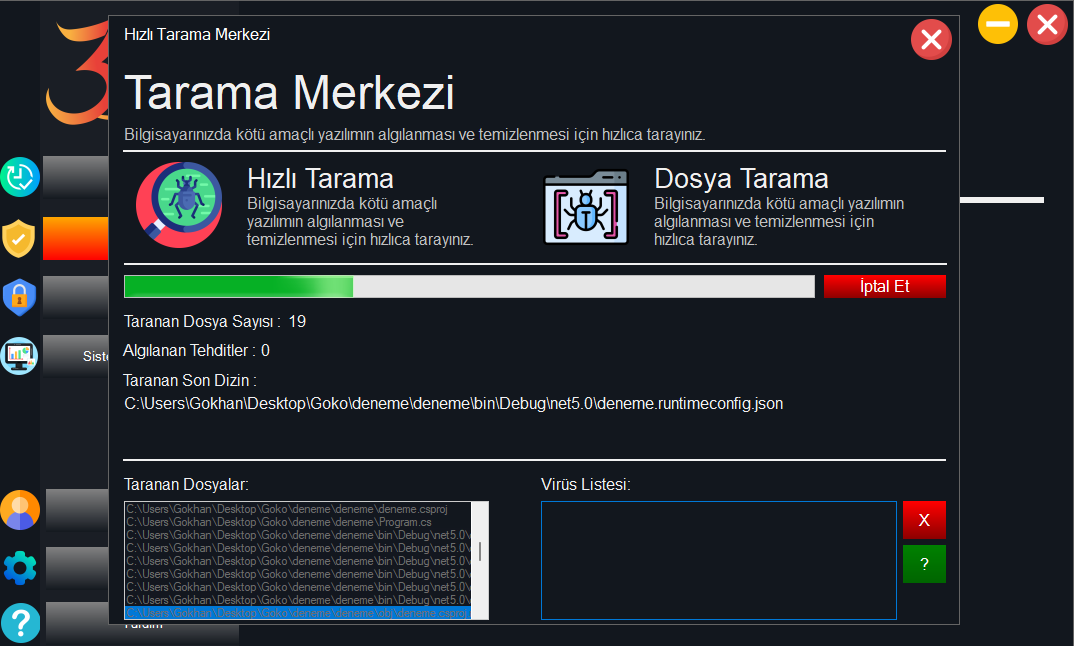 Hızlı Tarama Merkezi
Tarama Merkezi
Bilgisayarınızda kötü amaçlı yazılımın algılanması ve temizlenmesi için hızlıca tarayınız.
Hızlı Tarama
Bilgisayarınızda kötü amaçlı
yazılımın algılanması ve
temizlenmesi için hızlıca tarayınız.
Dosya Tarama
Bilgisayarınızda kötü amaçlı yazılımın
algılanması ve temizlenmesi için
hızlıca tarayınız.
İptal Et
Taranan Dosya Sayısı : 19
Algılanan Tehditler : 0
Siste
Taranan Son Dizin :
C:\Users\Gokhan\Desktop\Goko\deneme\deneme\bin\Debug\net5.0\deneme.runtimeconfig.json
Taranan Dosyalar:
C:\Users\Gokhan\Desktop\Goko\deneme\deneme\deneme.csproj
C:\Users\Gokhan\Desktop\Goko\deneme\deneme\Program.cs
C:\Users\Gokhan\Desktop\Goko\deneme\deneme\bin\Debug\net5.0\
C:\Users\Gokhan\Desktop\Goko\deneme\deneme\bin\Debug\net5.0\
C:\Users\Gokhan\Desktop\Goko\deneme\deneme\bin\Debug\net5.0\
C:\Users\Gokhan\Desktop\Goko\deneme\deneme\bin\Debug\net5.0\
C:\Users\Gokhan\Desktop\Goko\deneme\deneme\bin\Debug\net5.0\
C:\Users\Gokhan\Desktop\Goko\deneme\deneme\bin\Debug\net5.0\
C:\Users\Gokhan\Desktop\Goko\deneme\deneme\obj\deneme.csproj
Virüs Listesi:
X
?